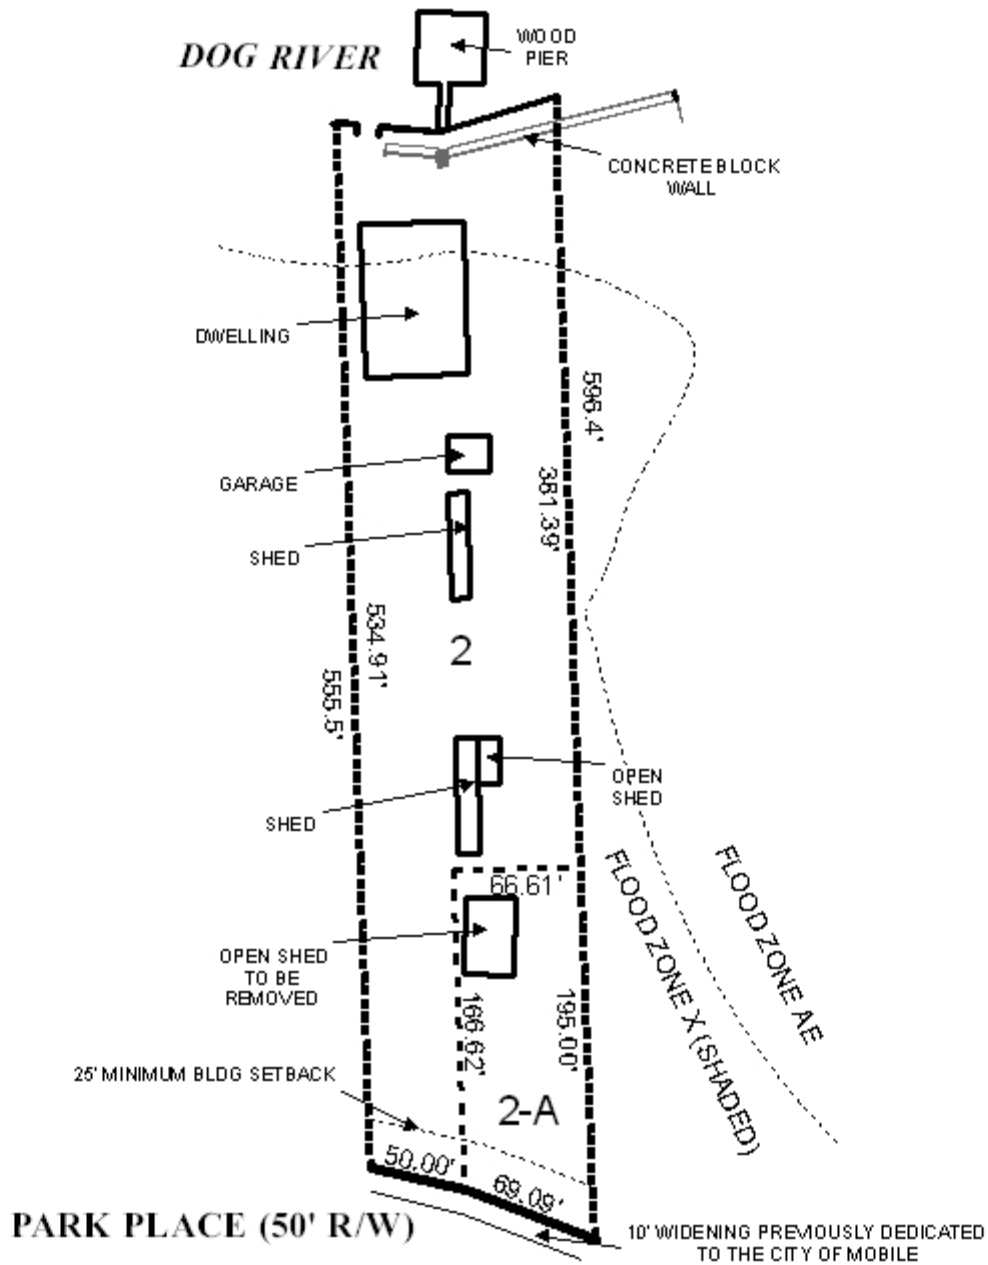 DOG RIVER
WOOD
PIER
CONCRETE BLOCK
WALL
DWELLING
596.4'
GARAGE
381.39'
SHED
534.91'
2
555.5'
OPEN
SHED
SHED
66.61'
FLOOD ZONE X (SHADED)
FLOOD ZONE AE
OPEN SHED
TO BE
REMOVED
166.62'
195.00'
25' MINIMUM BLDG SETBACK
2-A
50.00'
69.09'
PARK PLACE (50' R/W)
10' WIDENING PREVIOUSLY DEDICATED
TO THE CITY OF MOBILE